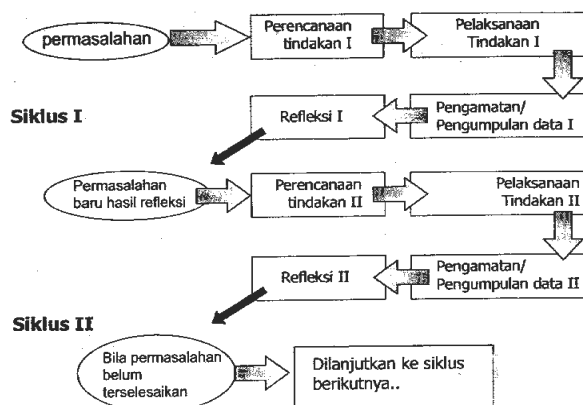 permasalahan
Perencanaan
tindakan I
Pelaksanaan
Tindakan I
Siklus I
Refleksi I
Pengamatan/
Pengumpulan data I
Permasalahan
baru hasil refleksi
Perencanaan
tindakan II
Pelaksanaan
Tindakan II
Siklus II
Refleksi II
Pengamatan/
Pengumpulan data II
Bila permasalahan
belum
terselesaikan
Dilanjutkan ke siklus
berikutnya..